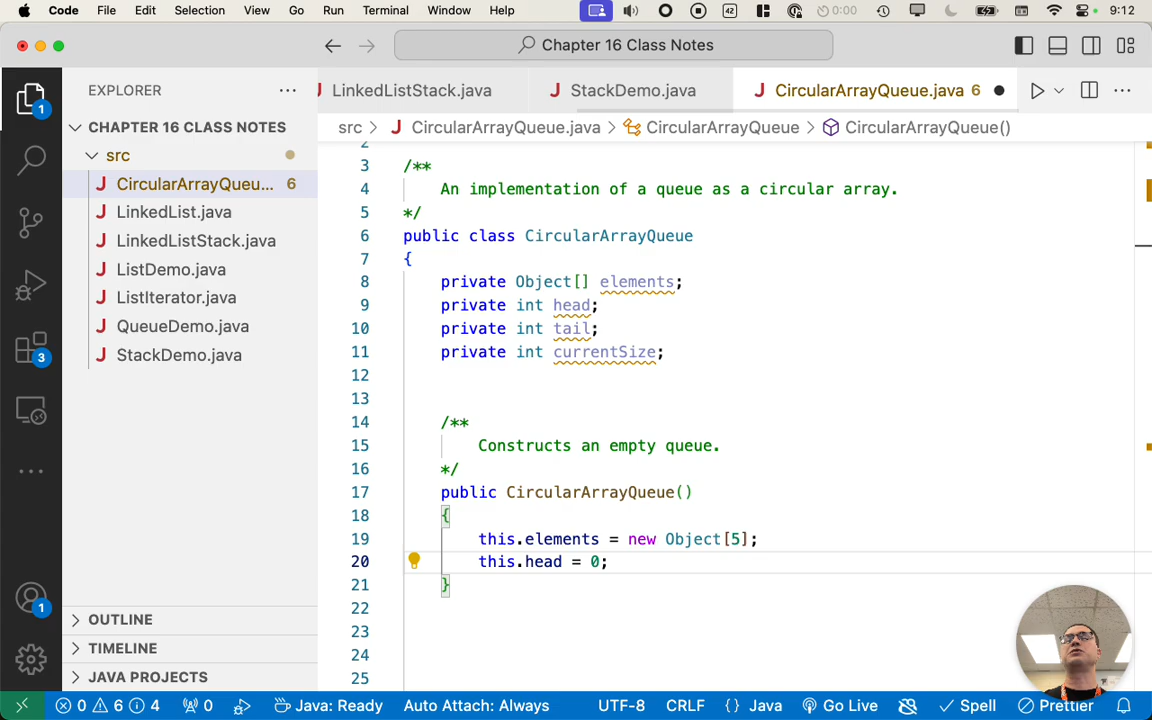 Code File Edit Selection View Go Run Terminal Window Help 42 0:00 9:12
Chapter 16 Class Notes
EXPLORER
LinkedListStack.java StackDemo.java CircularArrayQueue.java 6
src > CircularArrayQueue.java > CircularArrayQueue > CircularArrayQueue()
CHAPTER 16 CLASS NOTES
src
CircularArrayQueu... 6
LinkedList.java
LinkedListStack.java
ListDemo.java
ListIterator.java
QueueDemo.java
StackDemo.java
OUTLINE
TIMELINE
JAVA PROJECTS
1
3
1
2
3 /**
4 An implementation of a queue as a circular array.
5 */
6 public class CircularArrayQueue
7 {
8 private Object[] elements;
9 private int head;
10 private int tail;
11 private int currentSize;
12
13
14 /**
15 Constructs an empty queue.
16 */
17 public CircularArrayQueue()
18 {
19 this.elements = new Object[5];
20 this.head = 0;
21 }
22
23
24
25
0 6 4 0 Java: Ready Auto Attach: Always UTF-8 CRLF {} Java Go Live Spell Prettier